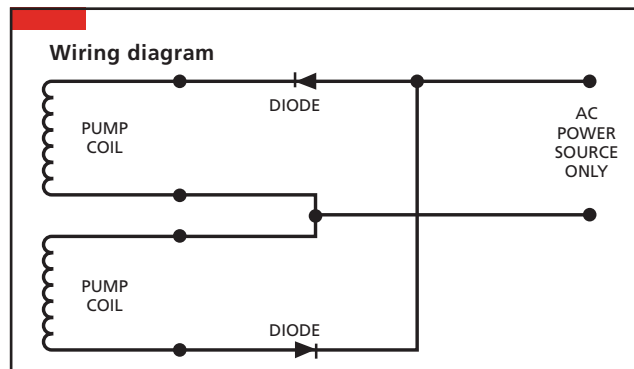 Wiring diagram
DIODE
PUMP
COIL
AC
POWER
SOURCE
ONLY
PUMP
COIL
DIODE